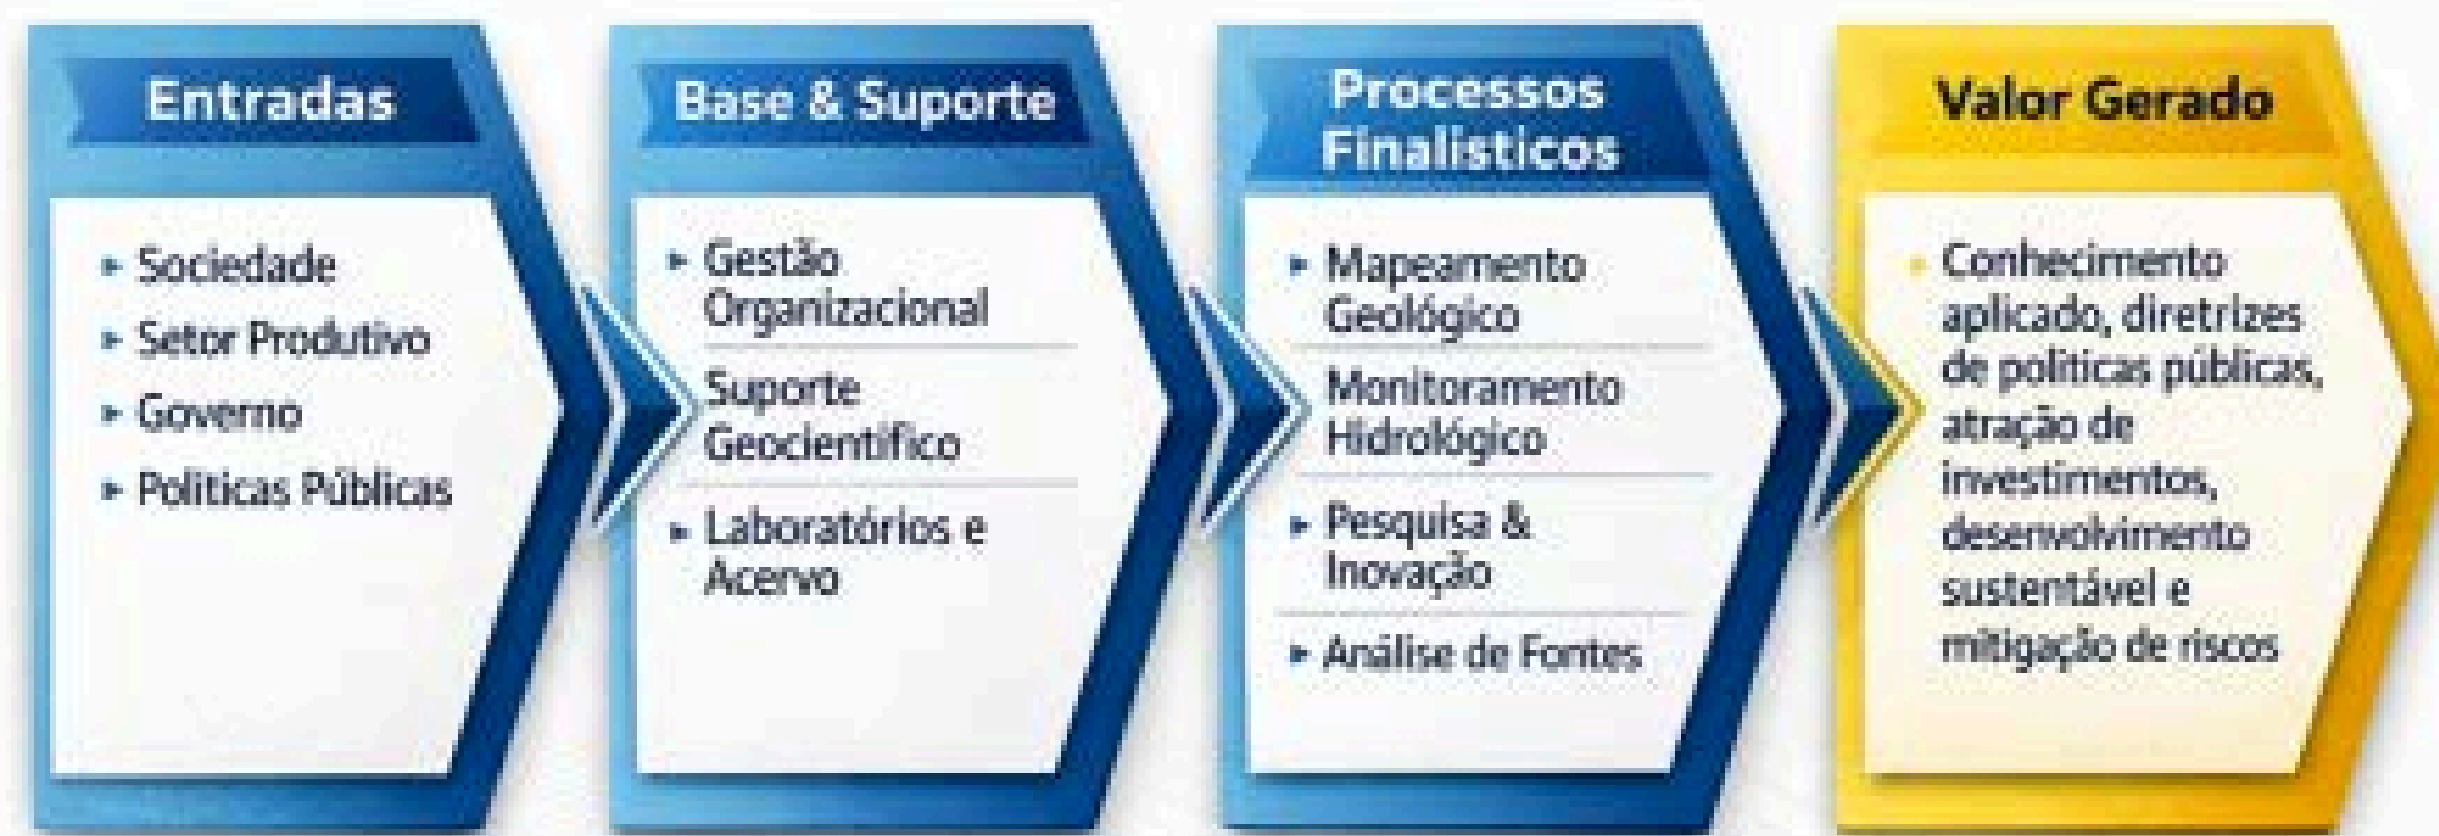 Entradas
▸ Sociedade
▸ Setor Produtivo
▸ Governo
▸ Políticas Públicas
Base & Suporte
▸ Gestão
Organizacional
Suporte
Geocientífico
▸ Laboratórios e
Acervo
Processos
Finalísticos
▸ Mapeamento
Geológico
Monitoramento
Hidrológico
▸ Pesquisa &
Inovação
▸ Análise de Fontes
Valor Gerado
• Conhecimento
aplicado, diretrizes
de políticas públicas,
atração de
investimentos,
desenvolvimento
sustentável e
mitigação de riscos